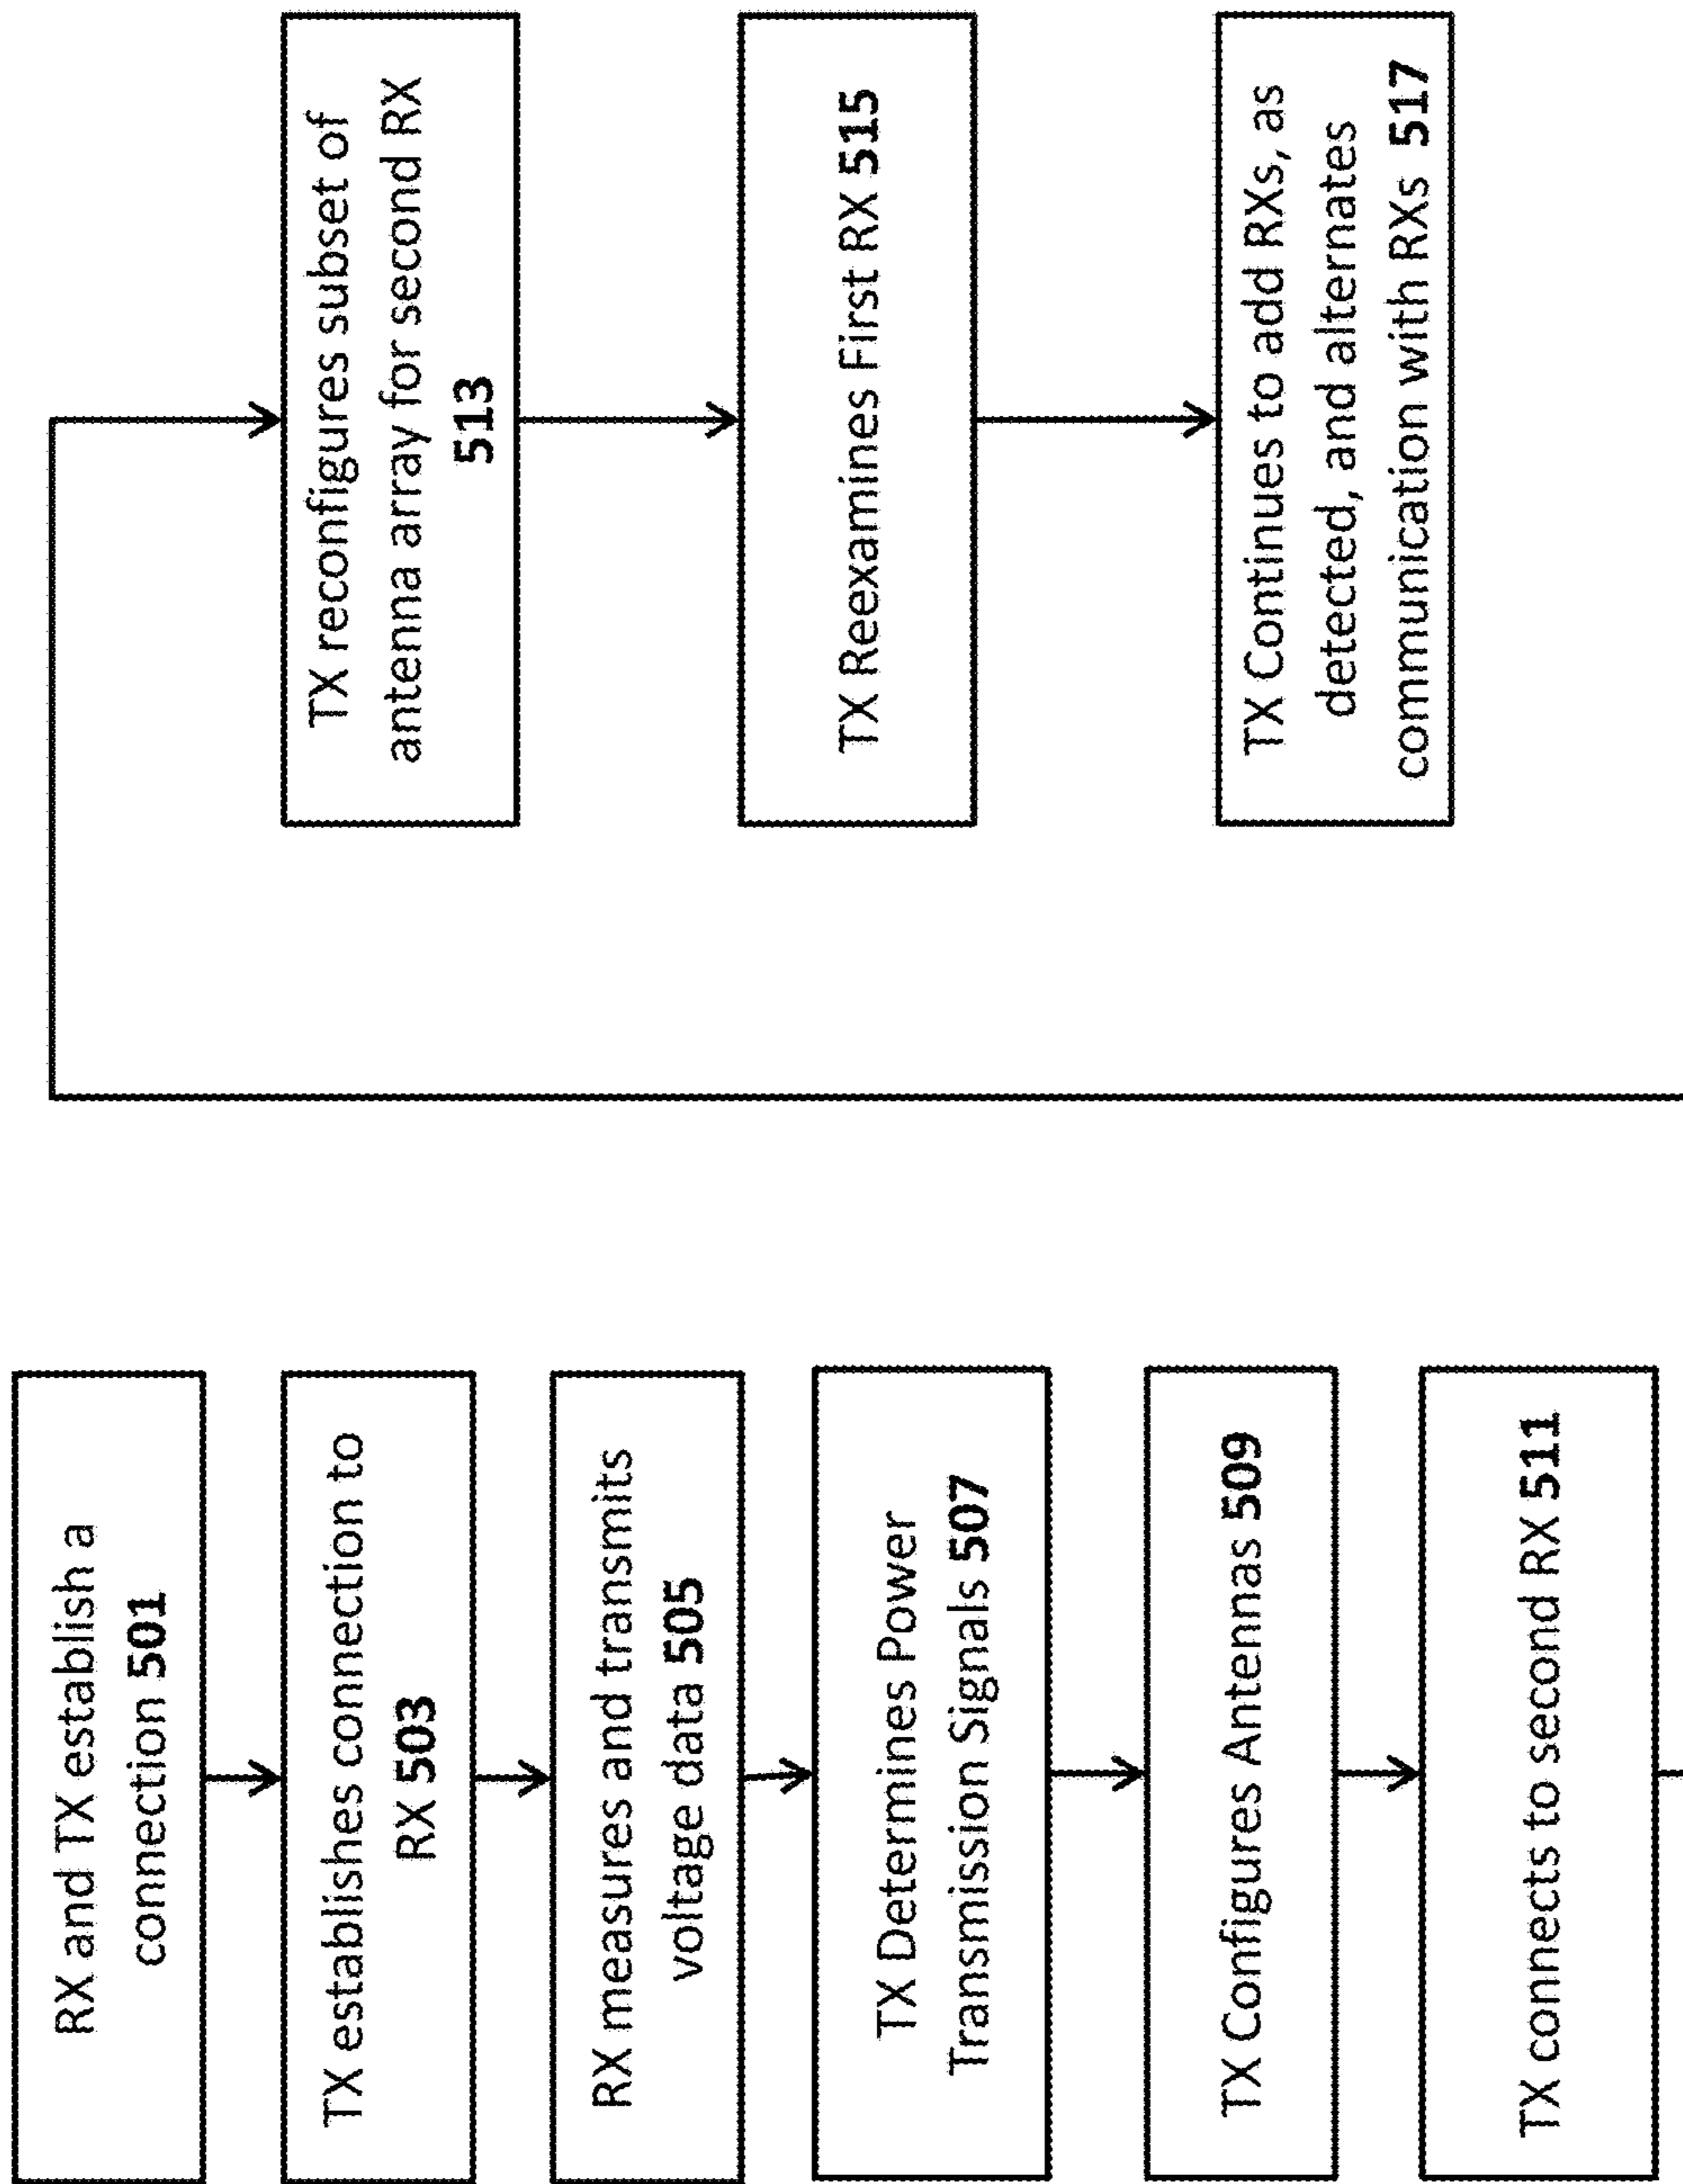 RX and TX establish a
connection 501
TX establishes connection to
RX 503
RX measures and transmits
voltage data 505
TX Determines Power
Transmission Signals 507
TX Configures Antennas 509
TX connects to second RX 511
TX reconfigures subset of
antenna array for second RX
513
TX Reexamines First RX 515
TX Continues to add RXs, as
detected, and alternates
communication with RXs 517